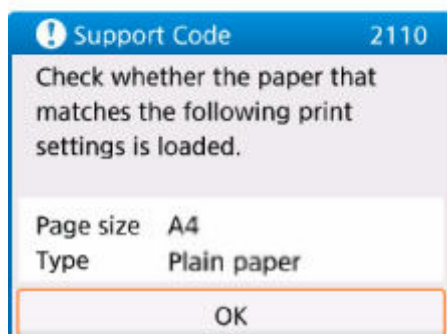 Support Code 2110
Check whether the paper that
matches the following print
settings is loaded.
Page size A4
Type Plain paper
OK